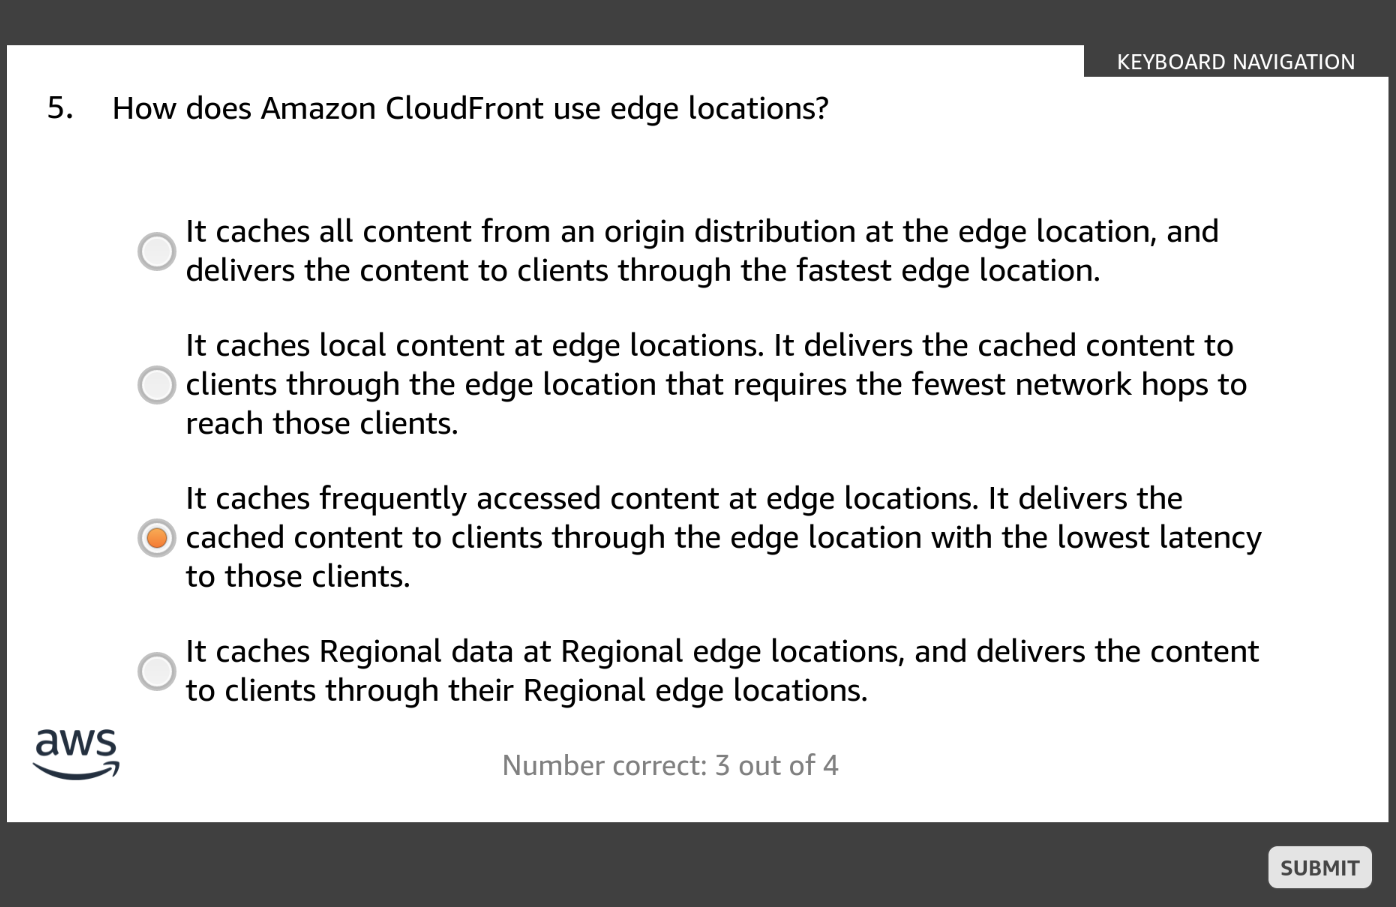 KEYBOARD NAVIGATION
5. How does Amazon CloudFront use edge locations?
It caches all content from an origin distribution at the edge location, and
delivers the content to clients through the fastest edge location.
It caches local content at edge locations. It delivers the cached content to
clients through the edge location that requires the fewest network hops to
reach those clients.
It caches frequently accessed content at edge locations. It delivers the
cached content to clients through the edge location with the lowest latency
to those clients.
It caches Regional data at Regional edge locations, and delivers the content
to clients through their Regional edge locations.
aws
Number correct: 3 out of 4
SUBMIT